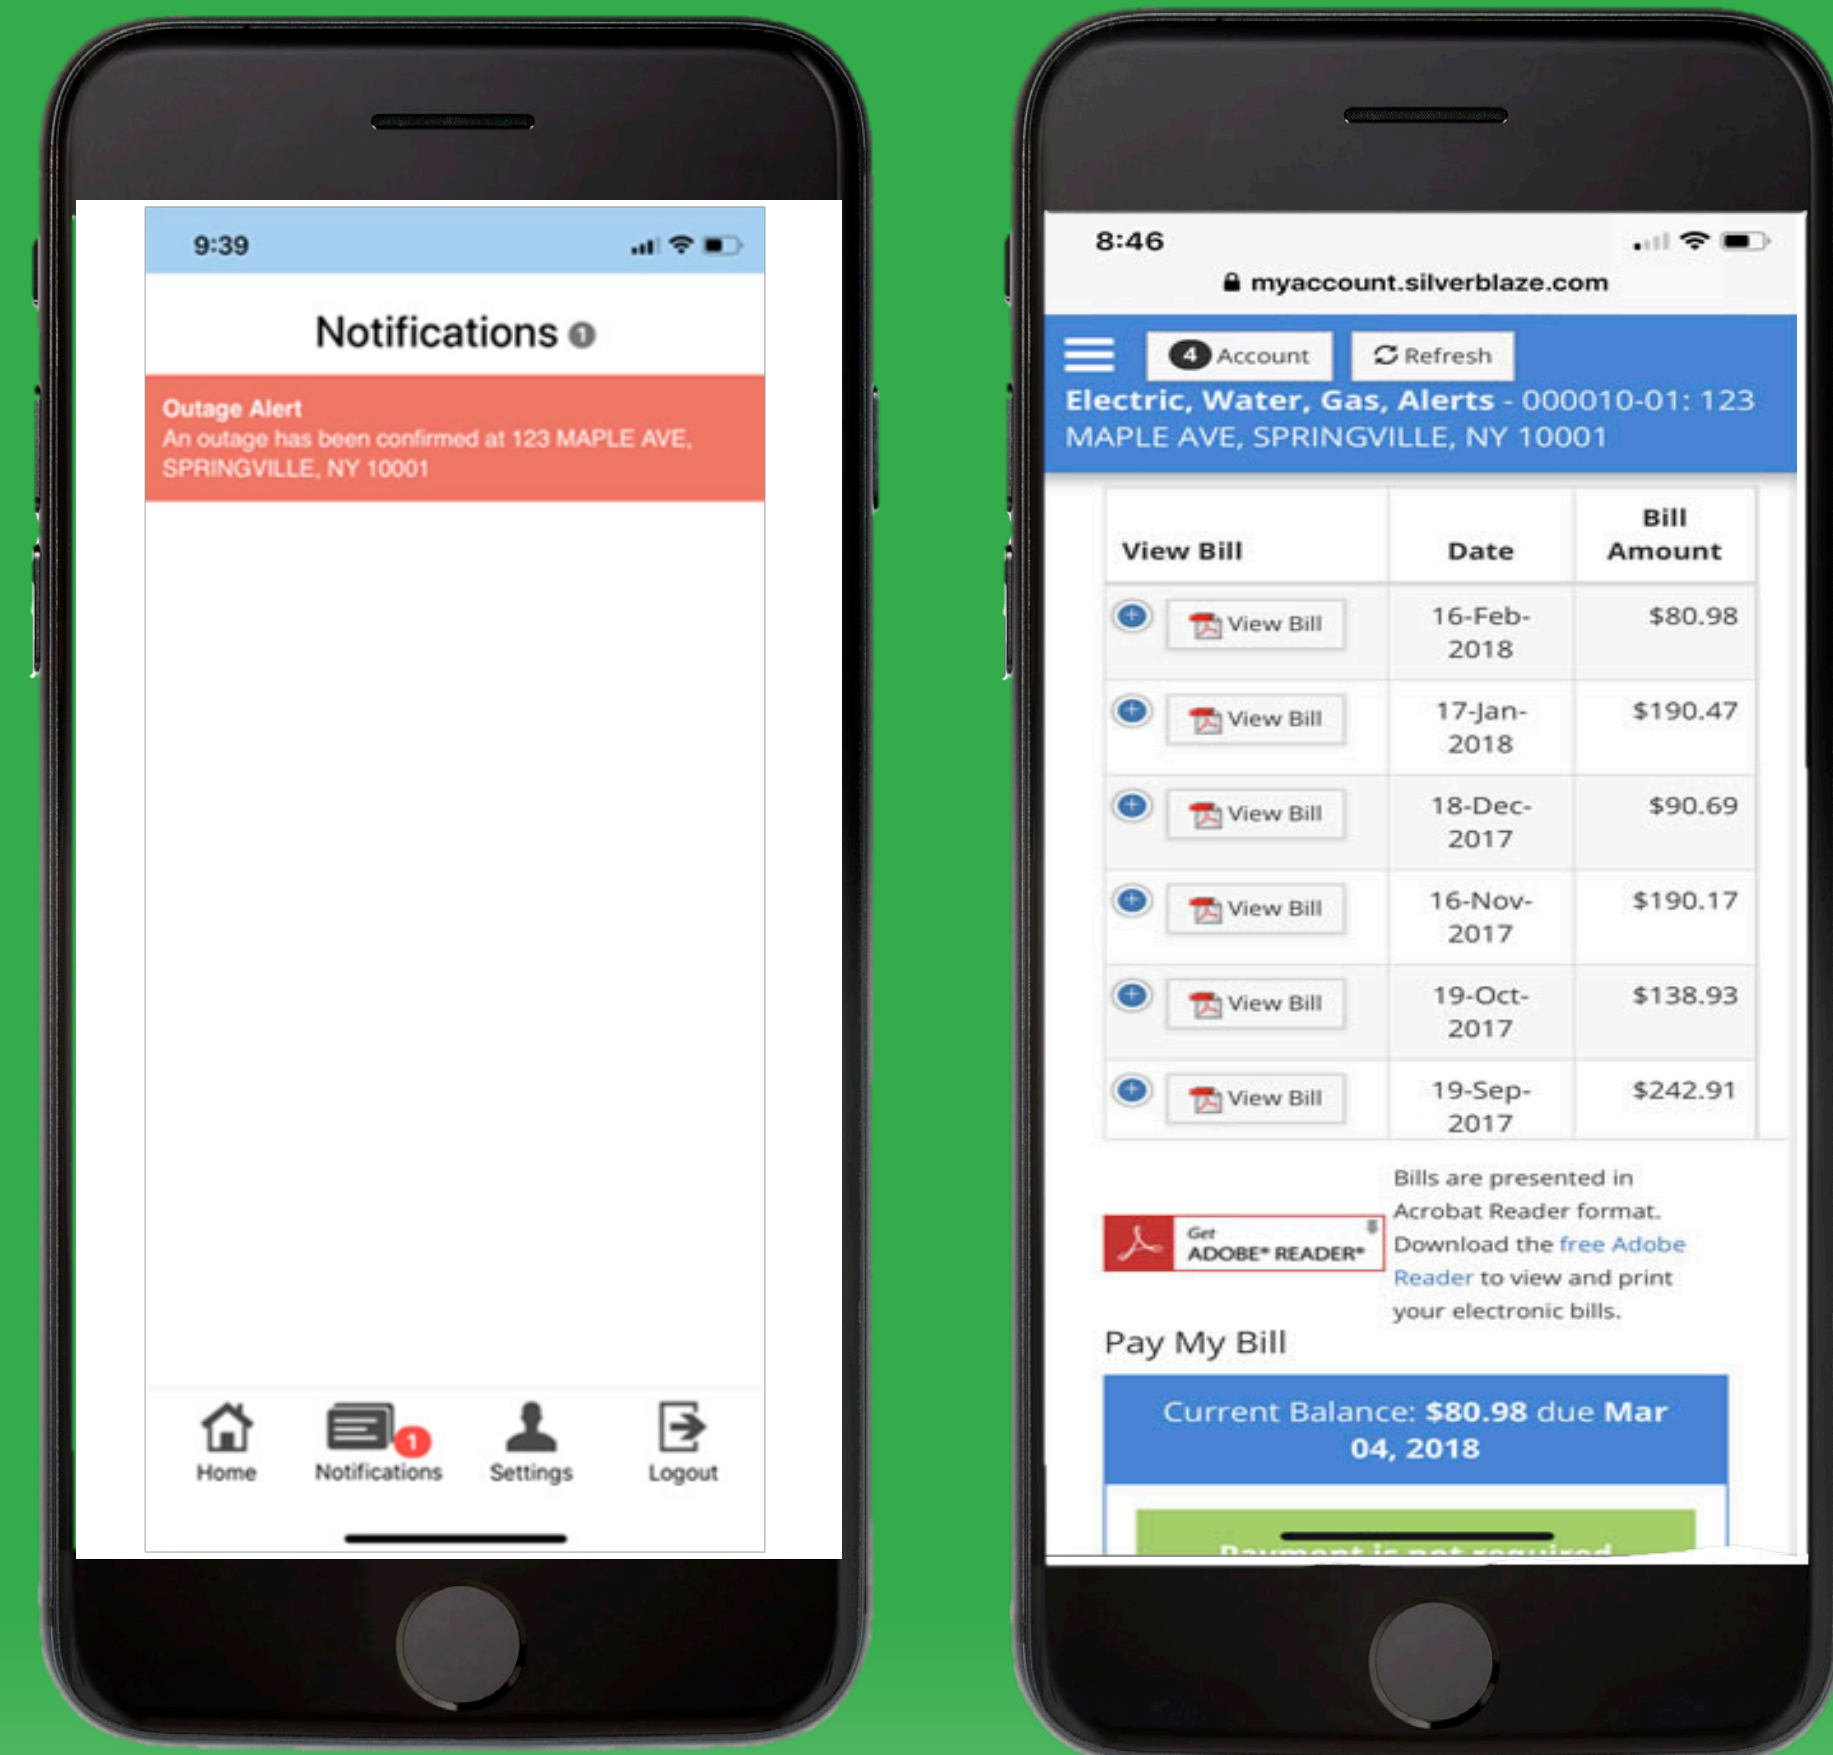 9:39
Notifications 1
Outage Alert
An outage has been confirmed at 123 MAPLE AVE,
SPRINGVILLE, NY 10001
1
Home
Notifications
Settings
Logout
8:46
myaccount.silverblaze.com
4 Account
Refresh
Electric, Water, Gas, Alerts - 000010-01: 123
MAPLE AVE, SPRINGVILLE, NY 10001
View Bill Date Bill
Amount
View Bill 16-Feb-
2018 $80.98
View Bill 17-Jan-
2018 $190.47
View Bill 18-Dec-
2017 $90.69
View Bill 16-Nov-
2017 $190.17
View Bill 19-Oct-
2017 $138.93
View Bill 19-Sep-
2017 $242.91
Get
ADOBE® READER®
Bills are presented in
Acrobat Reader format.
Download the free Adobe
Reader to view and print
your electronic bills.
Pay My Bill
Current Balance: $80.98 due Mar
04, 2018
Payment is not required